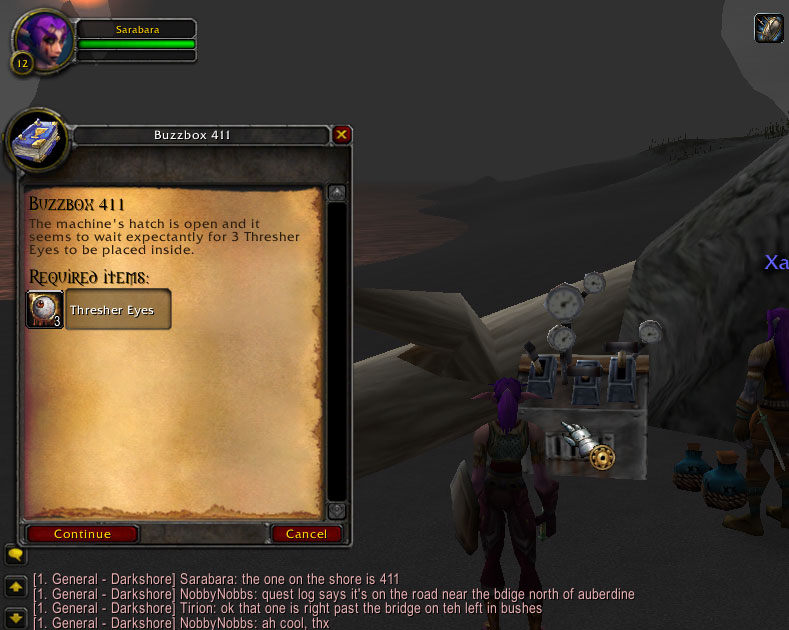 Sarabara
12
Buzzbox 411
Buzzbox 411
The machine's hatch is open and it
seems to wait expectantly for 3 Thresher
Eyes to be placed inside.
Required items:
3
Thresher Eyes
Xa
Continue
Cancel
[1. General - Darkshore] Sarabara: the one on the shore is 411
[1. General - Darkshore] NobbyNobbs: quest log says it's on the road near the bdige north of auberdine
[1. General - Darkshore] Tirion: ok that one is right past the bridge on teh left in bushes
[1. General - Darkshore] NobbyNobbs: ah cool, thx